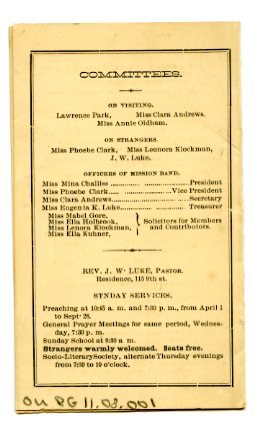 COMMITTEES.
ON VISITING.
Lawrence Park, Miss Clara Andrews.
Miss Annie Oldham.
ON STRANGERS.
Miss Phoebe Clark, Miss Leonora Klockman,
J. W. Luke.
OFFICERS OF MISSION BAND.
Miss Mina Challiss President
Miss Phoebe Clark Vice President
Miss Clara Andrews Secretary
Miss Eugenia K. Luke Treasurer
Miss Mabel Gore,
Miss Ella Holbrook,
Miss Lenora Klockman,
Miss Ella Kuhner,
Solicitors for Members
and Contributors.
REV. J. W. LUKE, PASTOR.
Residence, 115 9th st.
STNDAY SERVICES.
Preaching at 10:45 a. m. and 7:30 p. m., from April 1
to Sept. 28.
General Prayer Meetings for same period, Wednes-
day, 7:30 p. m.
Sunday School at 9:30 a m.
Strangers warmly welcomed. Seats free.
Socio-LiterarySociety, alternate Thursday evenings
from 7:30 to 10 o'clock.
OU RG 11.03.001